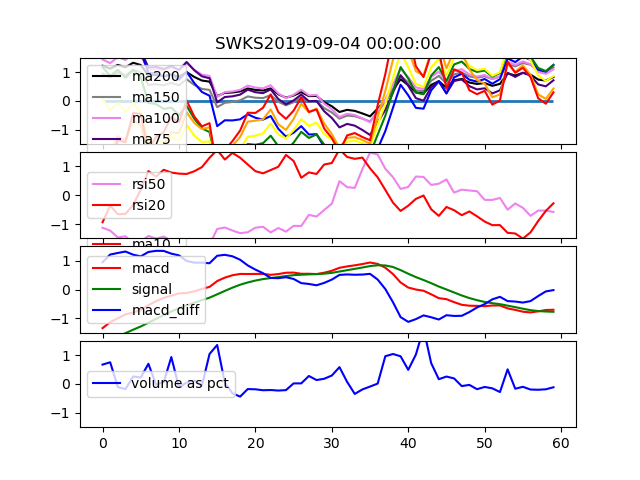 SWKS2019-09-04 00:00:00
1
0
−1
ma200
ma150
ma100
ma75
1
0
−1
rsi50
rsi20
ma10
1
0
−1
macd
signal
macd_diff
1
0
−1
volume as pct
0 10 20 30 40 50 60